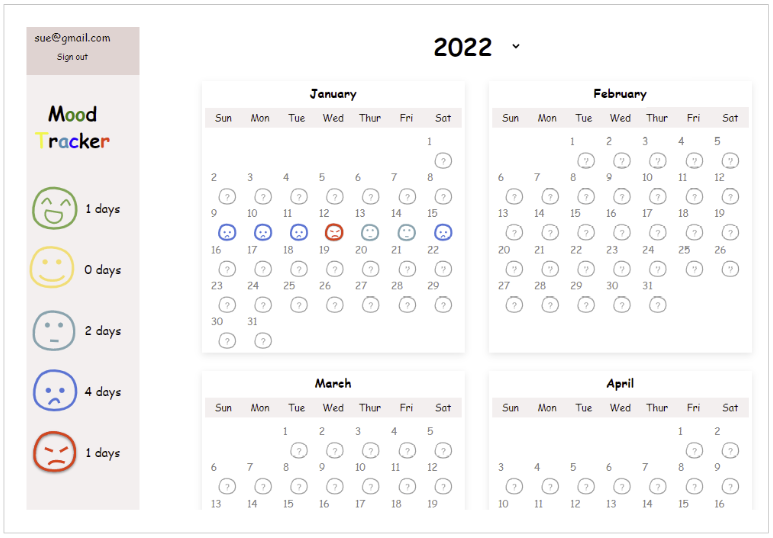 sue@gmail.com
Sign out
Mood
Tracker
1 days
0 days
2 days
4 days
1 days
2022
January
Sun Mon Tue Wed Thur Fri Sat
1
?
2 3 4 5 6 7 8
? ? ? ? ? ? ?
9 10 11 12 13 14 15
16 17 18 19 20 21 22
? ? ? ? ? ? ?
23 24 25 26 27 28 29
? ? ? ? ? ? ?
30 31
? ?
February
Sun Mon Tue Wed Thur Fri Sat
1 2 3 4 5
? ? ? ? ?
6 7 8 9 10 11 12
? ? ? ? ? ? ?
13 14 15 16 17 18 19
? ? ? ? ? ? ?
20 21 22 23 24 25 26
? ? ? ? ? ? ?
27 28 29 30 31
? ? ? ? ?
March
Sun Mon Tue Wed Thur Fri Sat
1 2 3 4 5
? ? ? ? ?
6 7 8 9 10 11 12
? ? ? ? ? ? ?
13 14 15 16 17 18 19
April
Sun Mon Tue Wed Thur Fri Sat
1 2
? ?
3 4 5 6 7 8 9
? ? ? ? ? ? ?
10 11 12 13 14 15 16